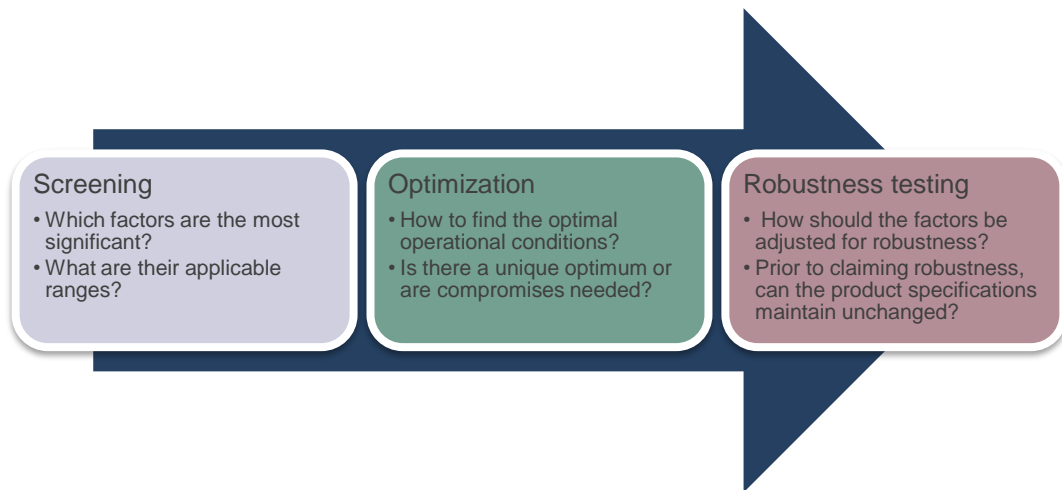 Screening
• Which factors are the most
significant?
• What are their applicable
ranges?
Optimization
• How to find the optimal
operational conditions?
• Is there a unique optimum or
are compromises needed?
Robustness testing
• How should the factors be
adjusted for robustness?
• Prior to claiming robustness,
can the product specifications
maintain unchanged?